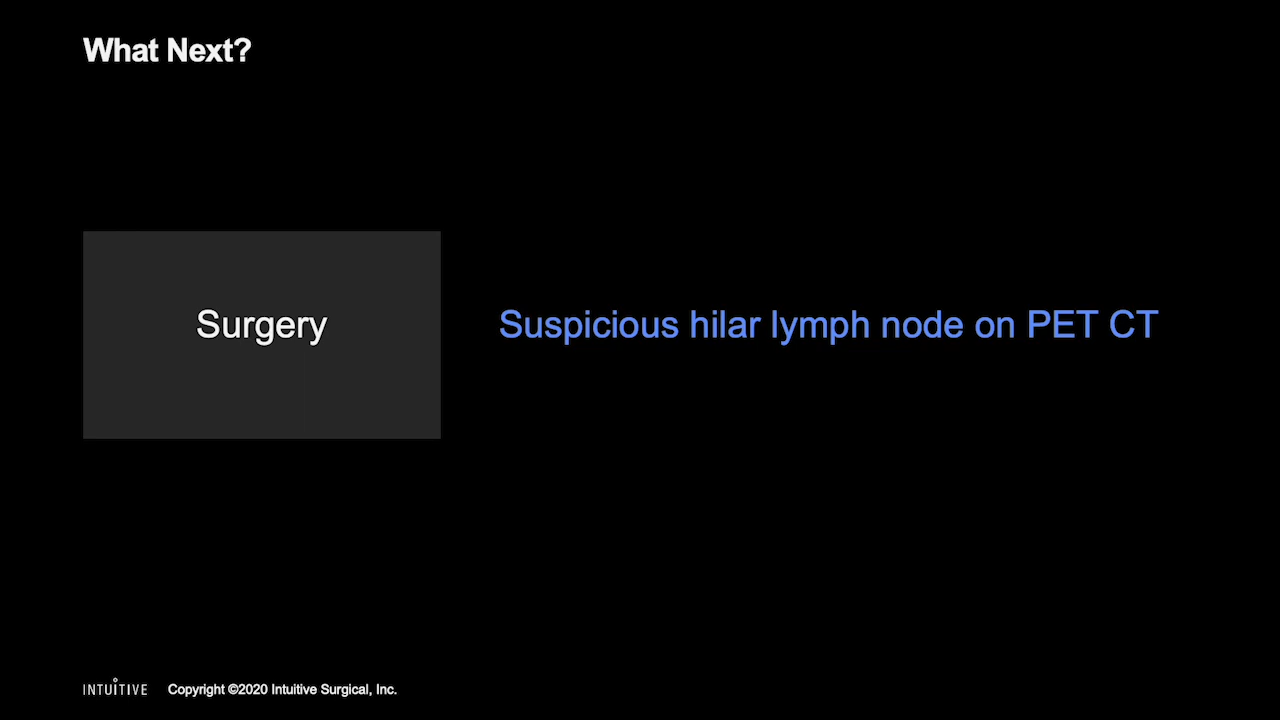 What Next?
Surgery
Suspicious hilar lymph node on PET CT
INTUITIVE
Copyright ©2020 Intuitive Surgical, Inc.